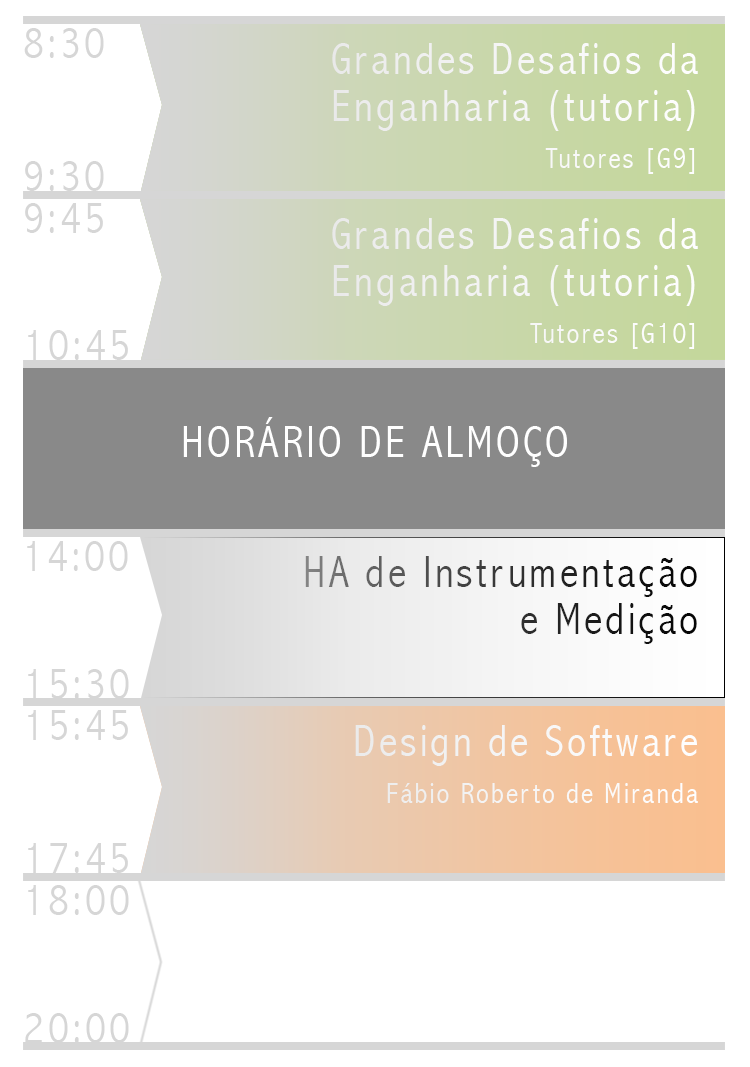 8:30
Grandes Desafios da
Enganharia (tutoria)
Tutores [G9]
9:30
9:45
Grandes Desafios da
Enganharia (tutoria)
Tutores [G10]
10:45
HORÁRIO DE ALMOÇO
14:00
HA de Instrumentação
e Medição
15:30
15:45
Design de Software
Fábio Roberto de Miranda
17:45
18:00
20:00